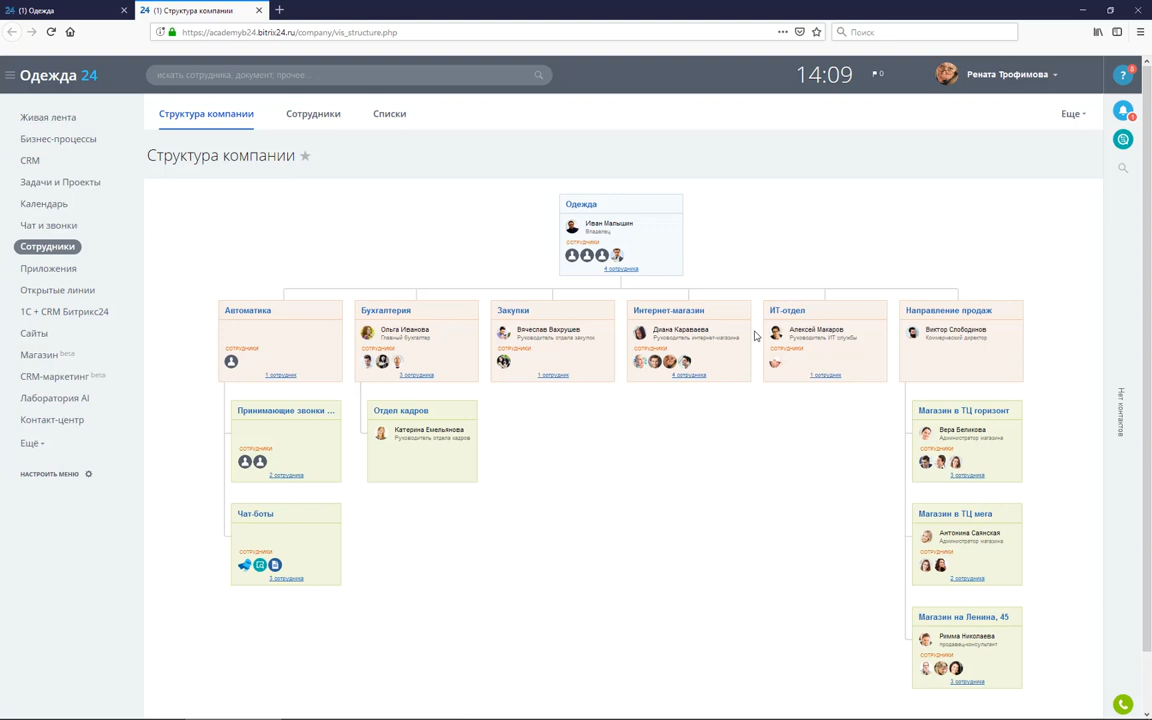 24 (1) Одежда
24 (1) Структура компании
https://academyb24.bitrix24.ru/company/vis_structure.php
Поиск
Одежда 24
искать сотрудника, документ, прочее...
14:09
0
Рената Трофимова
?
8
1
Живая лента
Бизнес-процессы
CRM
Задачи и Проекты
Календарь
Чат и звонки
Сотрудники
Приложения
Открытые линии
1С + CRM Битрикс24
Сайты
Магазин beta
CRM-маркетинг beta
Лаборатория AI
Контакт-центр
Ещё
НАСТРОИТЬ МЕНЮ
Структура компании
Сотрудники
Списки
Еще
Структура компании
Одежда
Иван Малышин
Владелец
СОТРУДНИКИ
4 сотрудника
Автоматика
СОТРУДНИКИ
1 сотрудник
Бухгалтерия
Ольга Иванова
Главный бухгалтер
СОТРУДНИКИ
3 сотрудника
Закупки
Вячеслав Вахрушев
Руководитель отдела закупок
СОТРУДНИКИ
1 сотрудник
Интернет-магазин
Диана Караваева
Руководитель интернет-магазина
СОТРУДНИКИ
4 сотрудника
ИТ-отдел
Алексей Макаров
Руководитель ИТ службы
СОТРУДНИКИ
1 сотрудник
Направление продаж
Виктор Слободинов
Коммерческий директор
Принимающие звонки ...
СОТРУДНИКИ
2 сотрудника
Чат-боты
СОТРУДНИКИ
3 сотрудника
Отдел кадров
Катерина Емельянова
Руководитель отдела кадров
Магазин в ТЦ горизонт
Вера Беликова
Администратор магазина
СОТРУДНИКИ
3 сотрудника
Магазин в ТЦ мега
Антонина Саянская
Администратор магазина
СОТРУДНИКИ
2 сотрудника
Магазин на Ленина, 45
Римма Николаева
продавец-консультант
СОТРУДНИКИ
3 сотрудника
Нет контактов